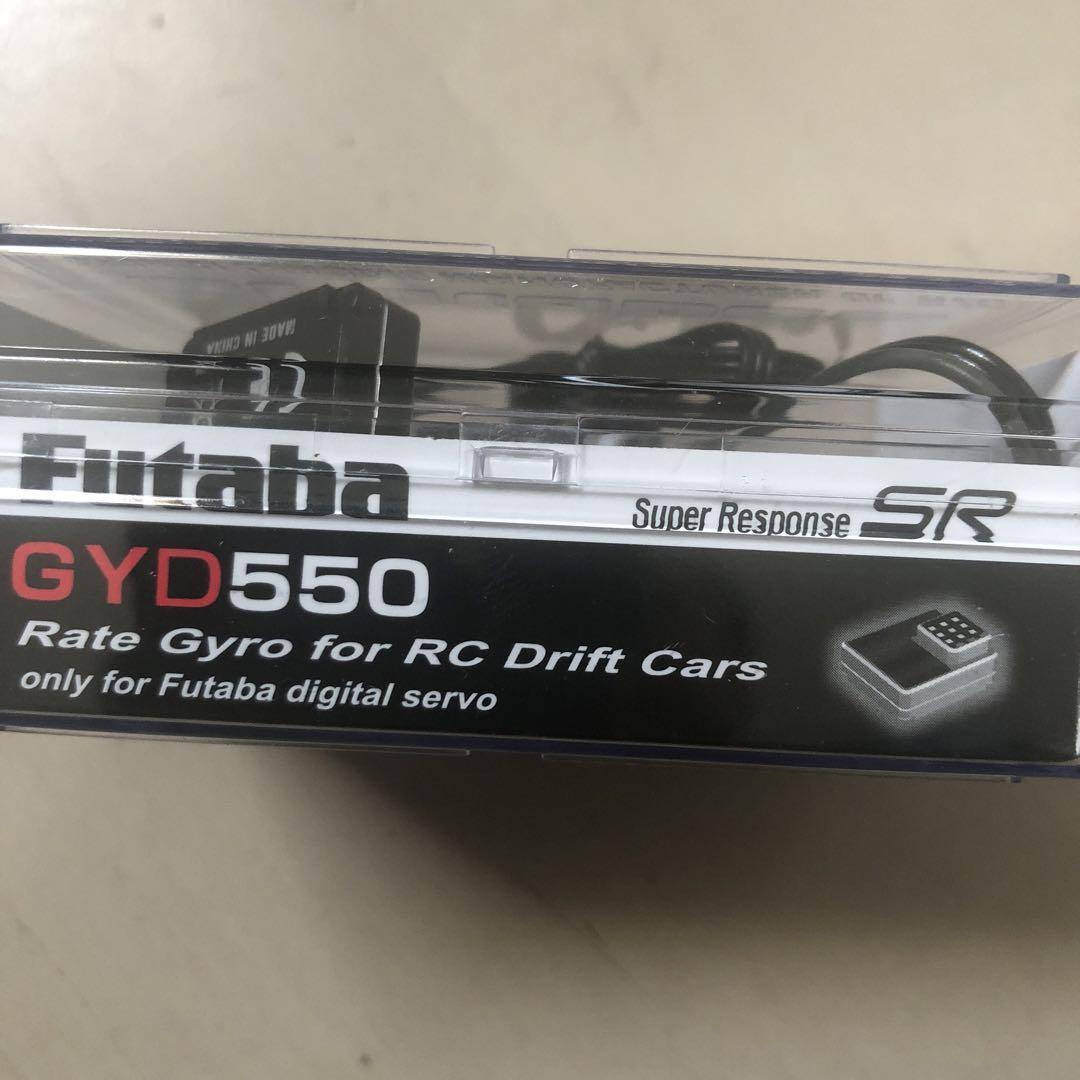 MADE IN CHINA
Futaba
Super Response SR
GYD550
Rate Gyro for RC Drift Cars
only for Futaba digital servo